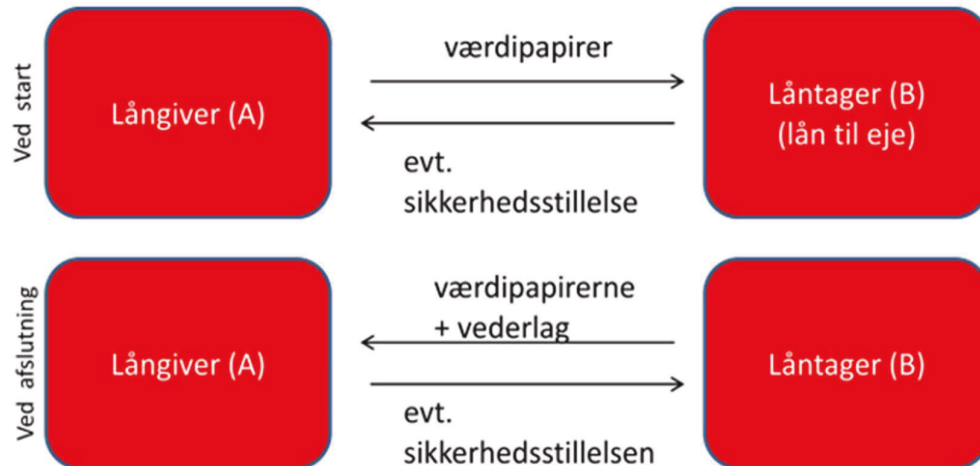 Ved start
Långiver (A)
værdipapirer
evt.
sikkerhedsstillelse
Låntager (B)
(lån til eje)
Ved afslutning
Långiver (A)
værdipapirerne
+ vederlag
evt.
sikkerhedsstillelsen
Låntager (B)